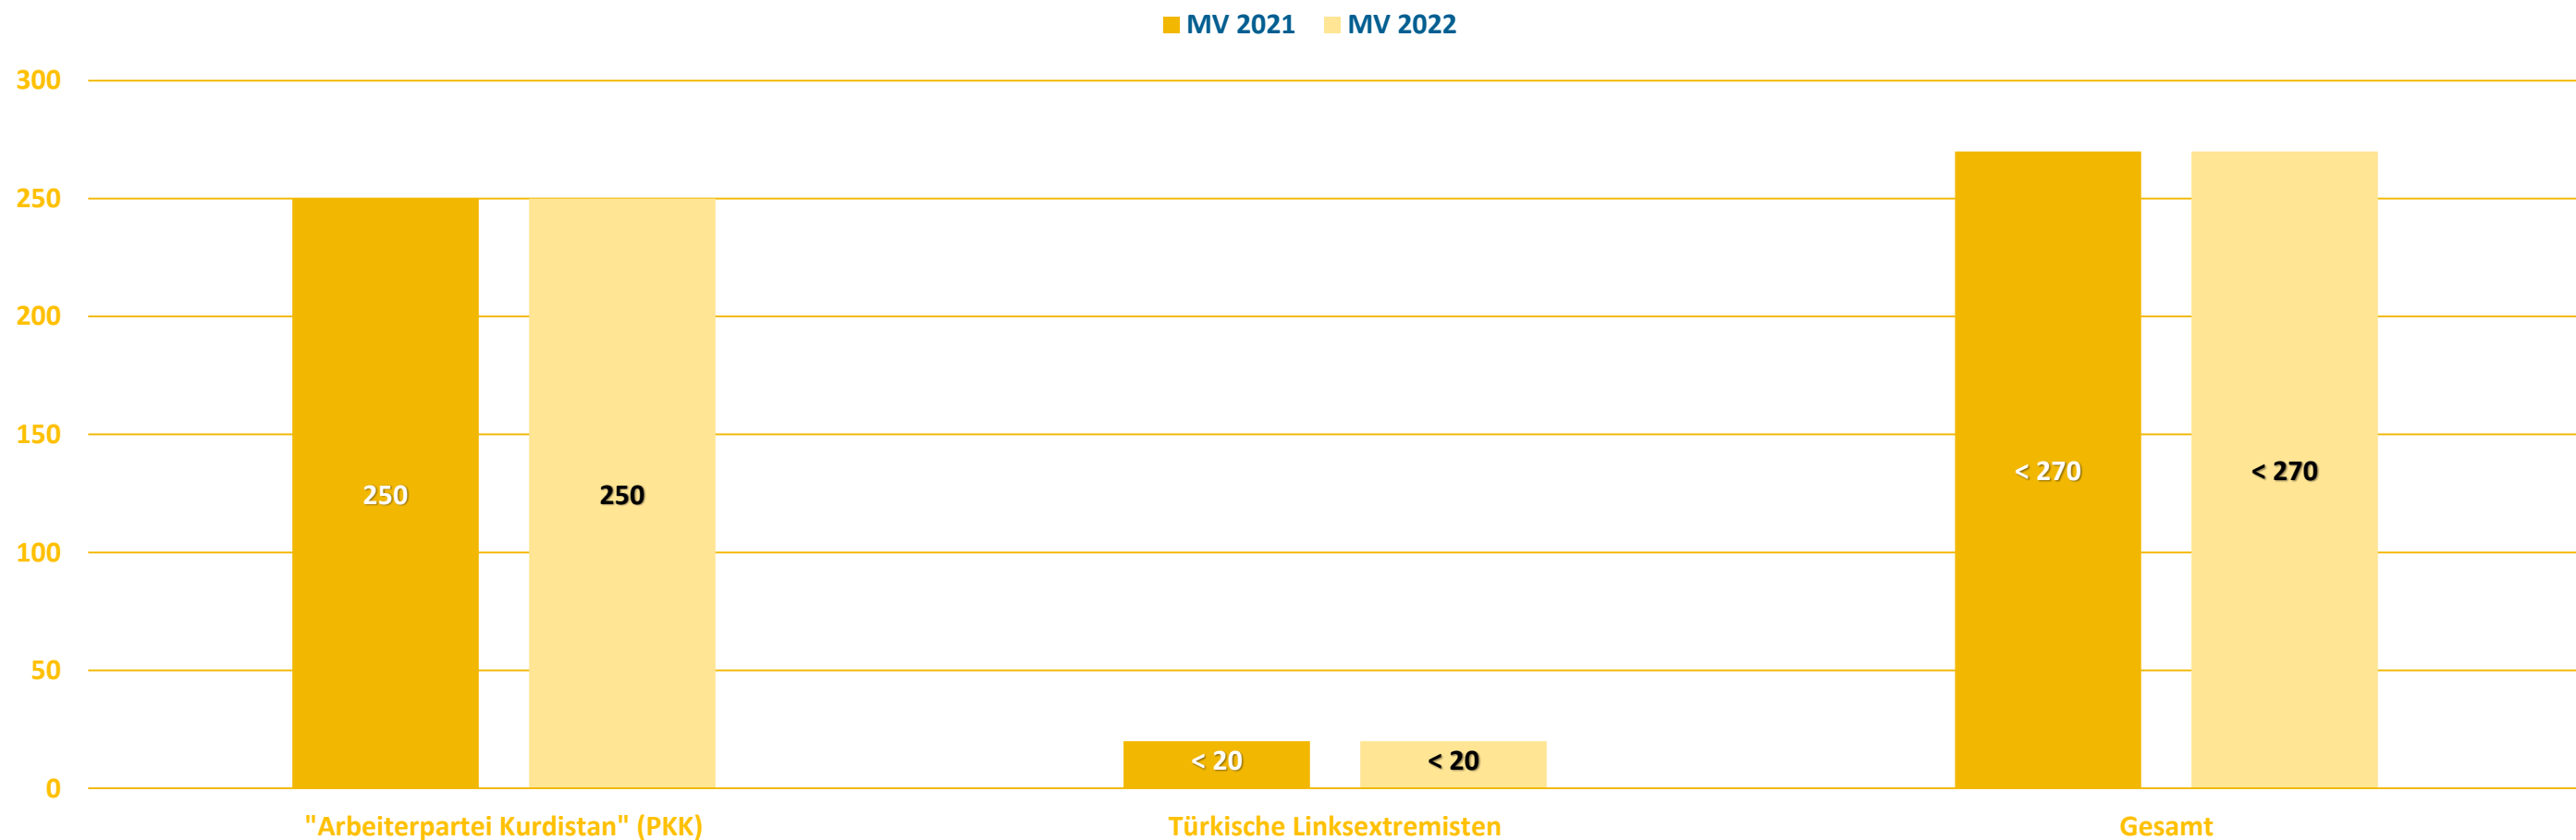 MV 2021 MV 2022
300
250
200
150
100
50
0
250 250
< 20 < 20
< 270 < 270
"Arbeiterpartei Kurdistan" (PKK) Türkische Linksextremisten Gesamt